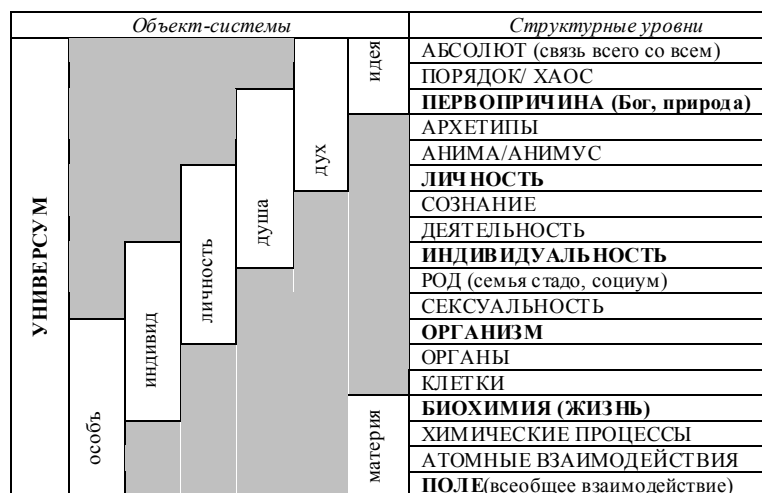 Объект-системы
Структурные уровни
УНИВЕРСУМ
особь
индивид
личность
душа
дух
идея
материя
АБСОЛЮТ (связь всего со всем)
ПОРЯДОК/ ХАОС
ПЕРВОПРИЧИНА (Бог, природа)
АРХЕТИПЫ
АНИМА/АНИМУС
ЛИЧНОСТЬ
СОЗНАНИЕ
ДЕЯТЕЛЬНОСТЬ
ИНДИВИДУАЛЬНОСТЬ
РОД (семья стадо, социум)
СЕКСУАЛЬНОСТЬ
ОРГАНИЗМ
ОРГАНЫ
КЛЕТКИ
БИОХИМИЯ (ЖИЗНЬ)
ХИМИЧЕСКИЕ ПРОЦЕССЫ
АТОМНЫЕ ВЗАИМОДЕЙСТВИЯ
ПОЛЕ(всеобщее взаимодействие)